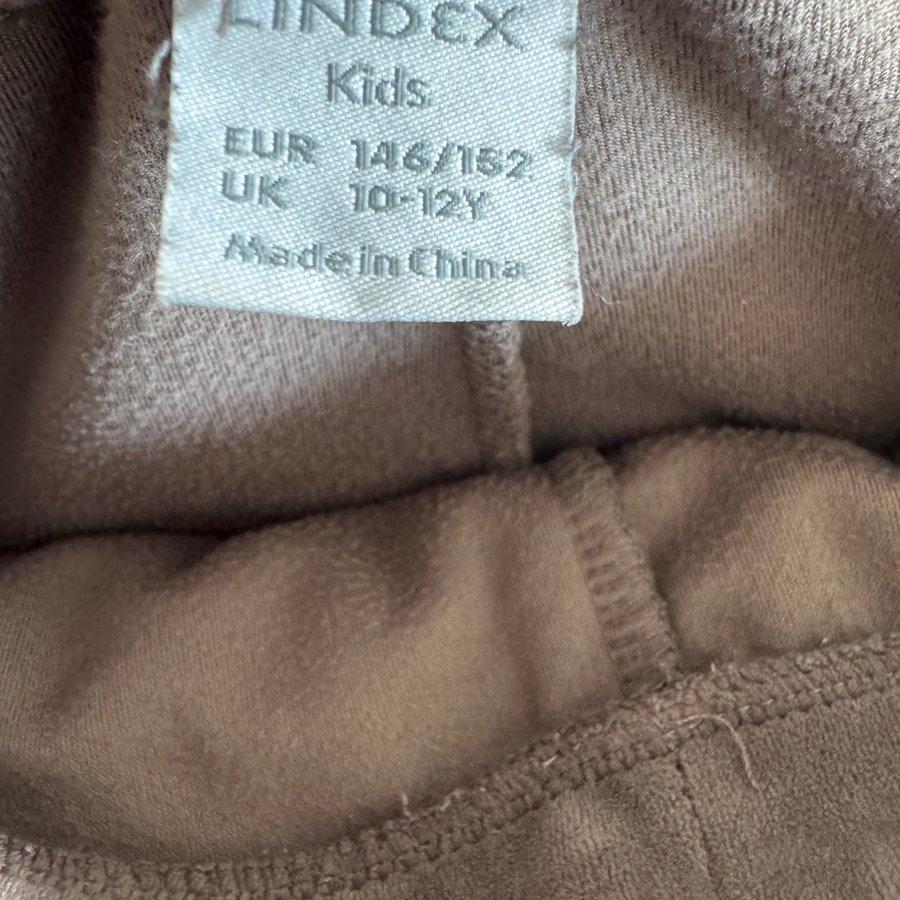 LINDEX
Kids
EUR 146/152
UK 10-12Y
Made in China